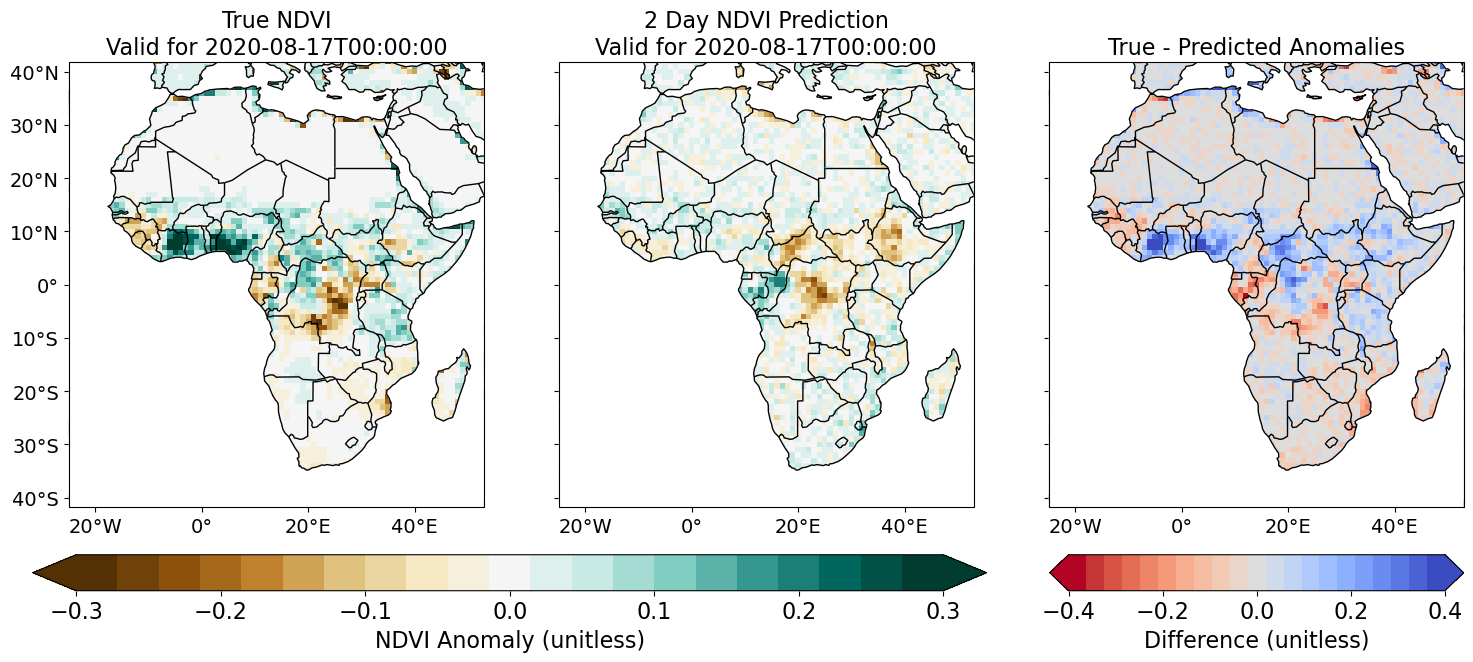 True NDVI
Valid for 2020-08-17T00:00:00
2 Day NDVI Prediction
Valid for 2020-08-17T00:00:00
True - Predicted Anomalies
40°N
30°N
20°N
10°N
0°
10°S
20°S
30°S
40°S
20°W 0° 20°E 40°E
20°W 0° 20°E 40°E
20°W 0° 20°E 40°E
−0.3 −0.2 −0.1 0.0 0.1 0.2 0.3
NDVI Anomaly (unitless)
−0.4 −0.2 0.0 0.2 0.4
Difference (unitless)